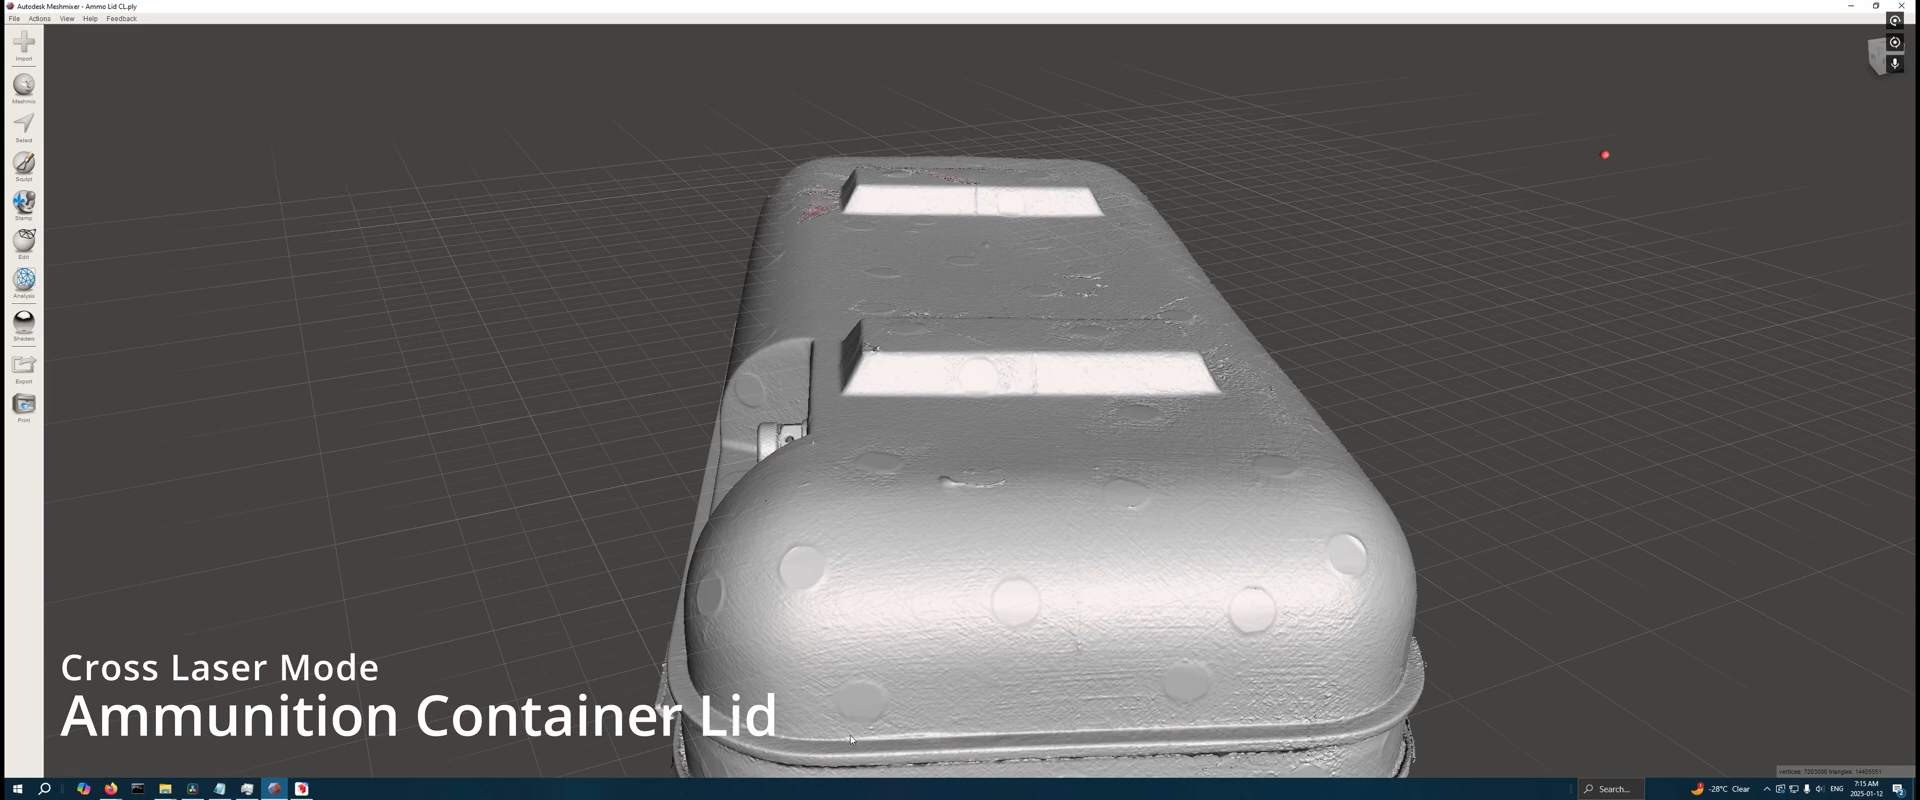 Autodesk Meshmixer - Ammo Lid CL.ply
File Actions View Help Feedback
Import
Meshmix
Select
Sculpt
Stamp
Edit
Analysis
Shaders
Export
Print
Cross Laser Mode
Ammunition Container Lid
Search...
-28°C Clear
ENG
7:15 AM
2025-01-12